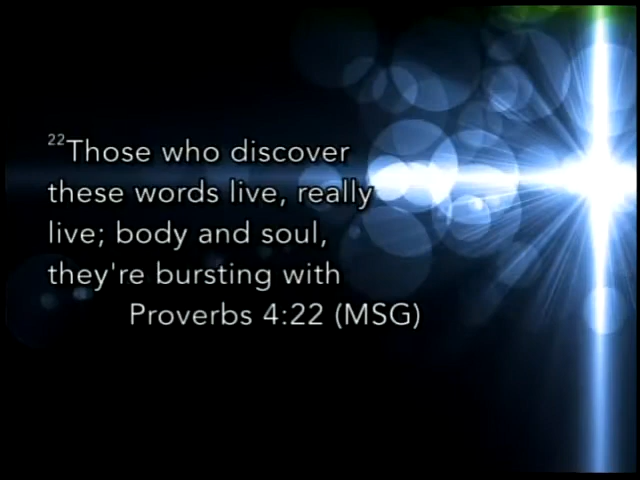 22Those who discover
these words live, really
live; body and soul,
they're bursting with
Proverbs 4:22 (MSG)